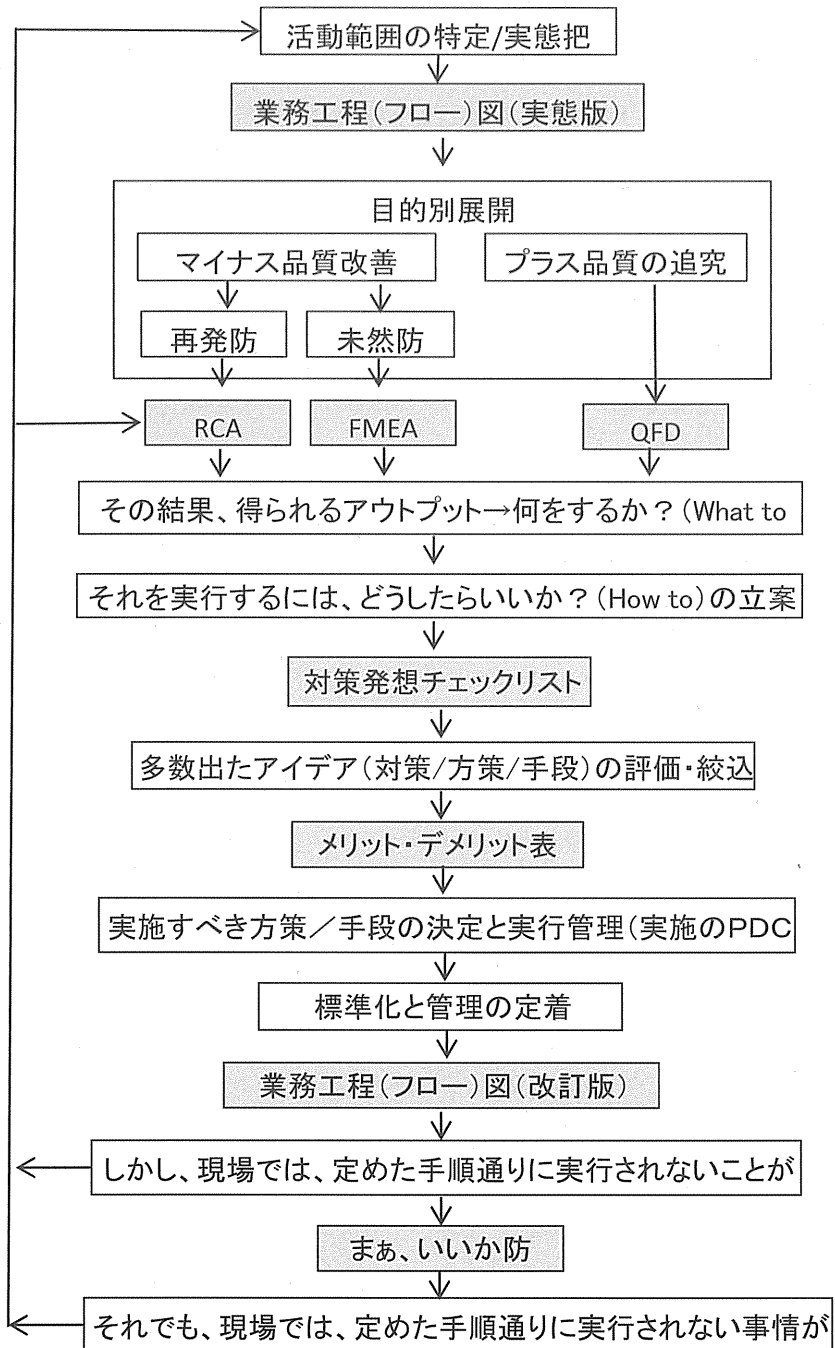 活動範囲の特定/実態把
業務工程(フロー)図(実態版)
目的別展開
マイナス品質改善
プラス品質の追究
再発防
未然防
RCA
FMEA
QFD
その結果、得られるアウトプット→何をするか？(What to
それを実行するには、どうしたらいいか？(How to)の立案
対策発想チェックリスト
多数出たアイデア(対策/方策/手段)の評価・絞込
メリット・デメリット表
実施すべき方策／手段の決定と実行管理(実施のPDC
標準化と管理の定着
業務工程(フロー)図(改訂版)
しかし、現場では、定めた手順通りに実行されないことが
まぁ、いいか防
それでも、現場では、定めた手順通りに実行されない事情が